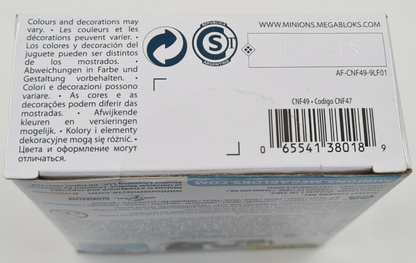 Colours and decorations may
vary. • Les couleurs et les
décorations peuvent varier. •
Los colores y decoración del
juguete pueden ser distintos
de los mostrados. •
Abweichungen in Farbe und
Gestaltung vorbehalten. •
Colori e decorazioni possono
variare. • As cores e as
decorações podem diferir das
mostradas. • Afwijkende
kleuren en versieringen
mogelijk. • Kolory i elementy
dekoracyjne mogą się różnić. •
Цвета и оформление могут
отличаться.
REPUBLICA
S
ARGENTINA
WWW.MINIONS.MEGABLOKS.COM
AF-CNF49-9LF01
CNF49 • Codigo CNF47
0 65541 38018 9
MINIONS.MEGABLOKS.COM